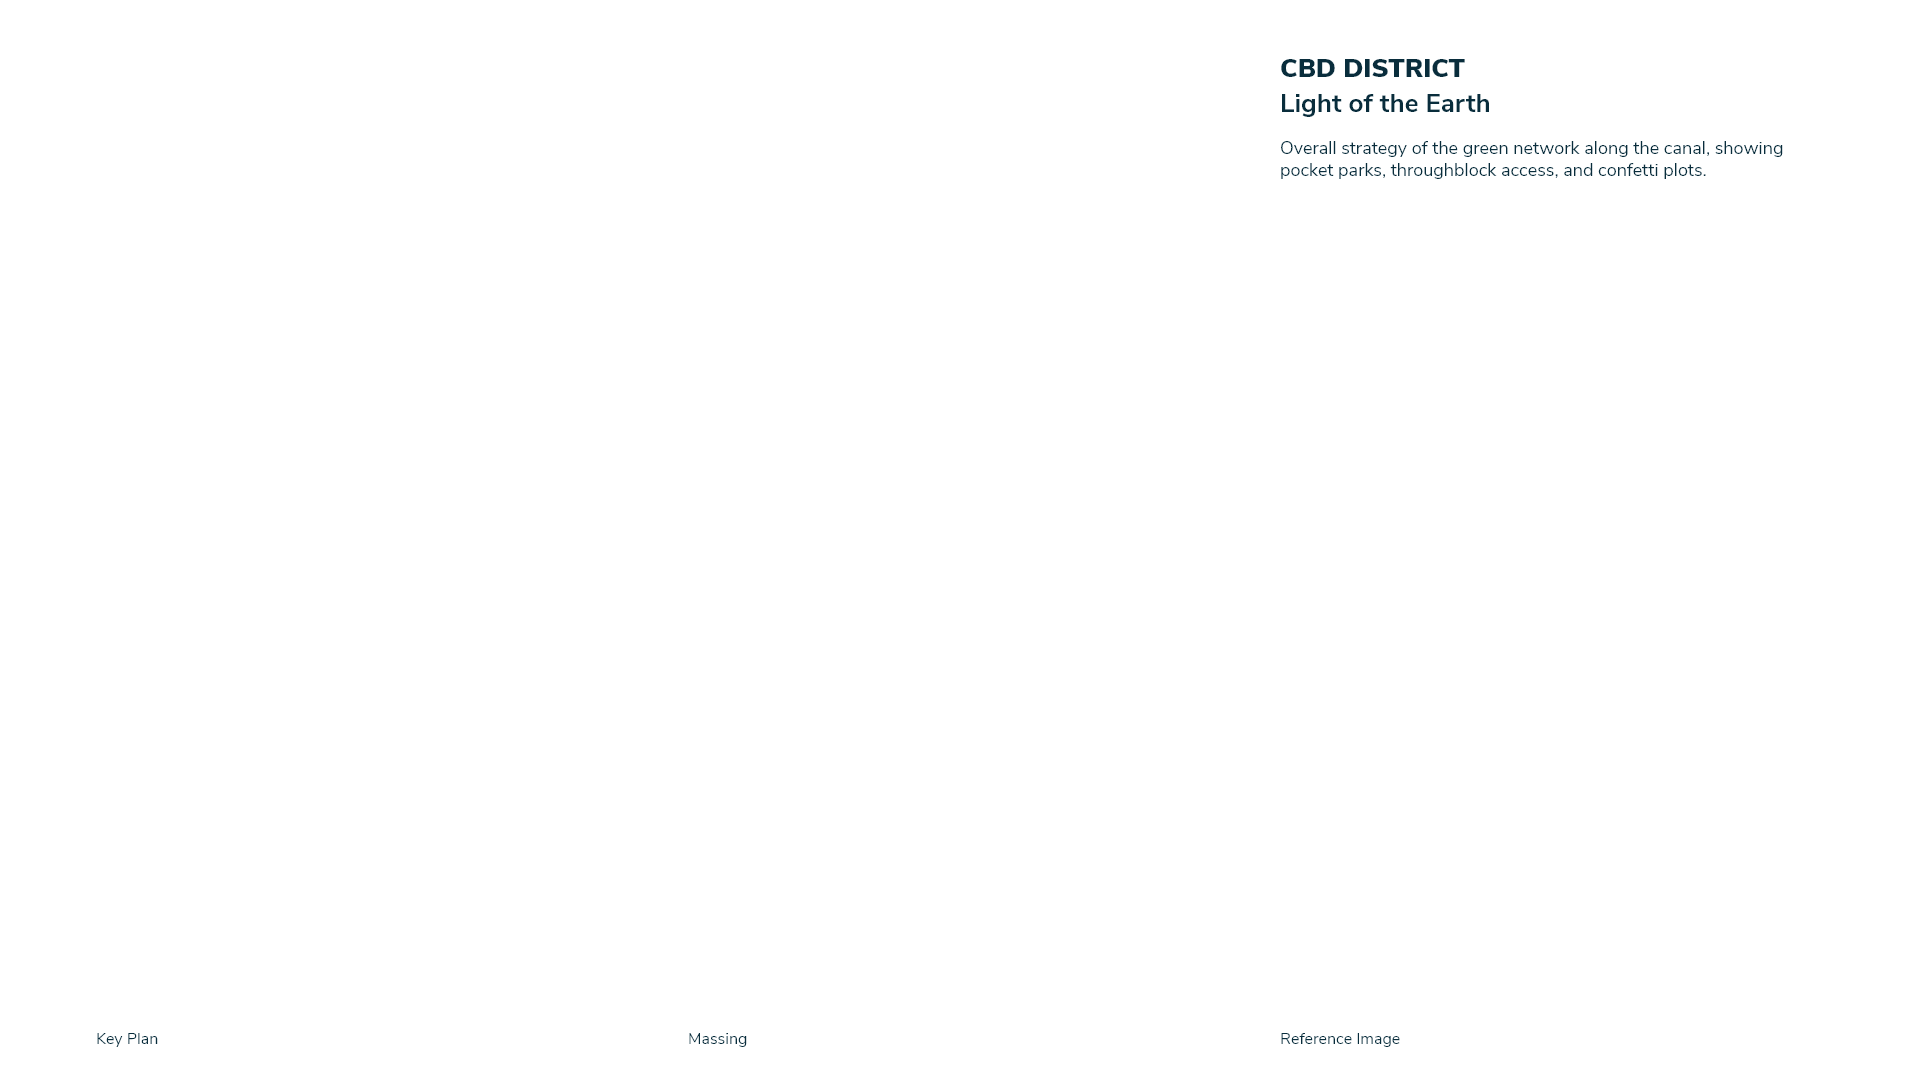 CBD DISTRICT
Light of the Earth
Overall strategy of the green network along the canal, showing
pocket parks, throughblock access, and confetti plots.
Key Plan
Massing
Reference Image